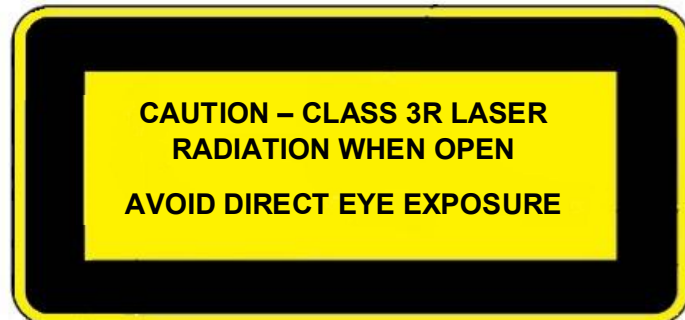 CAUTION – CLASS 3R LASER
RADIATION WHEN OPEN
AVOID DIRECT EYE EXPOSURE